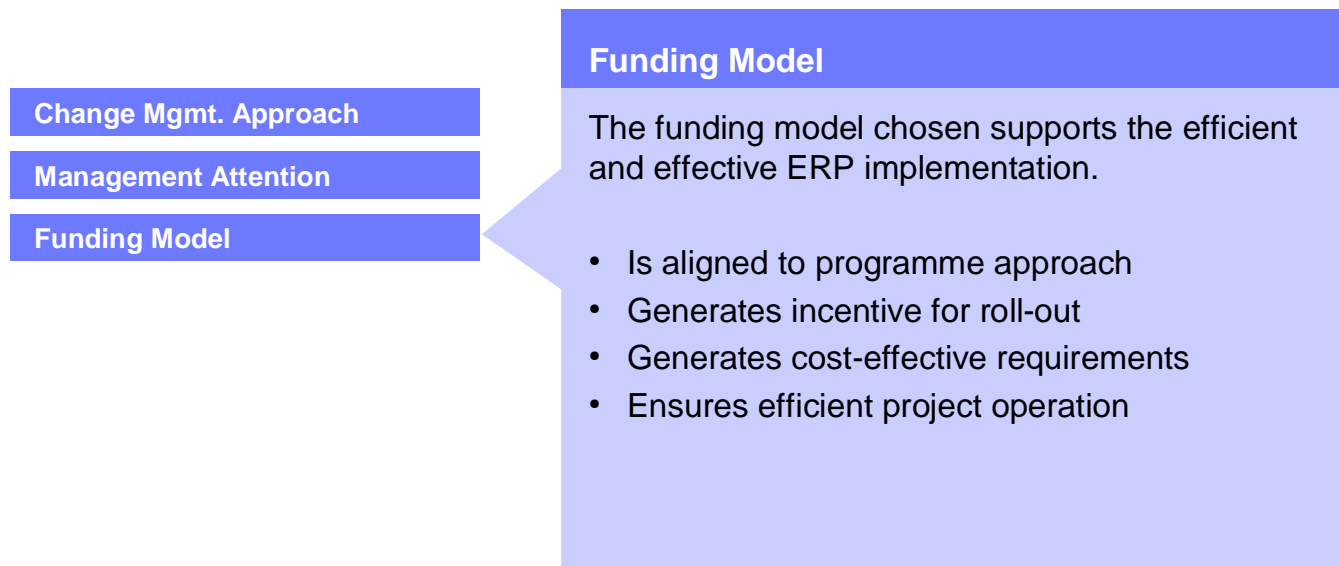 Change Mgmt. Approach
Management Attention
Funding Model
Funding Model
The funding model chosen supports the efficient
and effective ERP implementation.
• Is aligned to programme approach
• Generates incentive for roll-out
• Generates cost-effective requirements
• Ensures efficient project operation